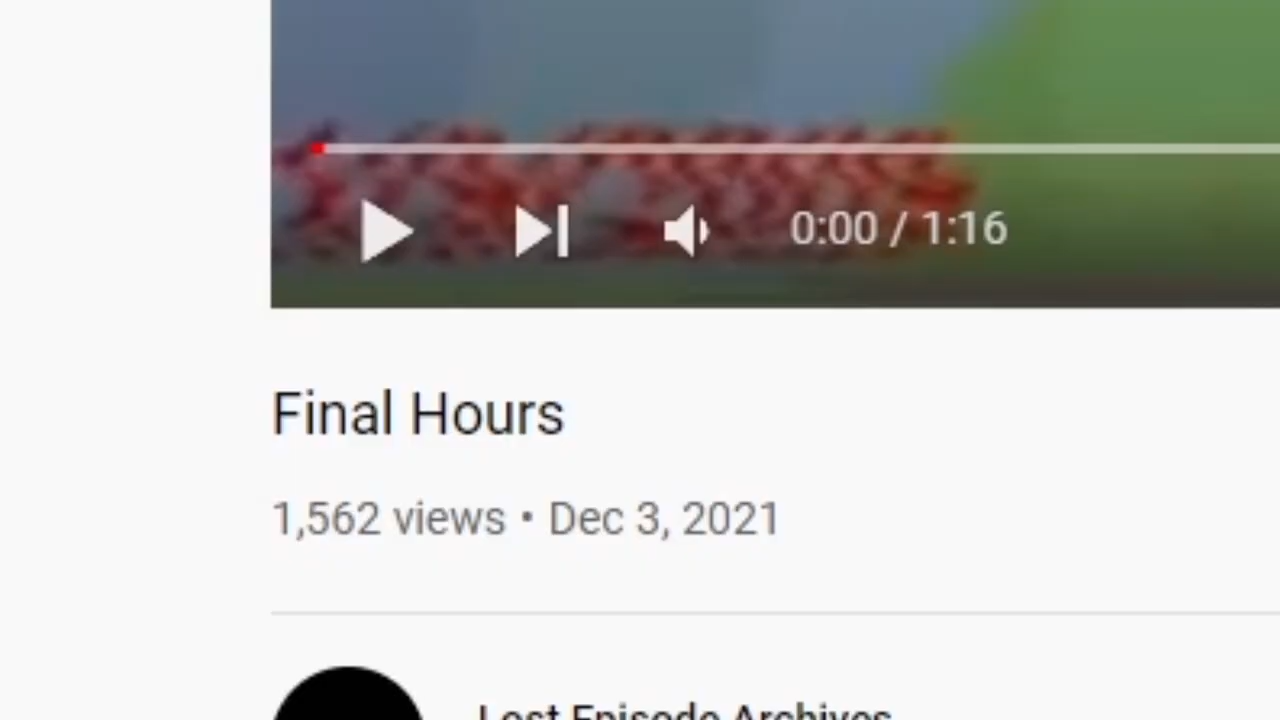 0:00 / 1:16
Final Hours
1,562 views • Dec 3, 2021
Lost Episode Archives